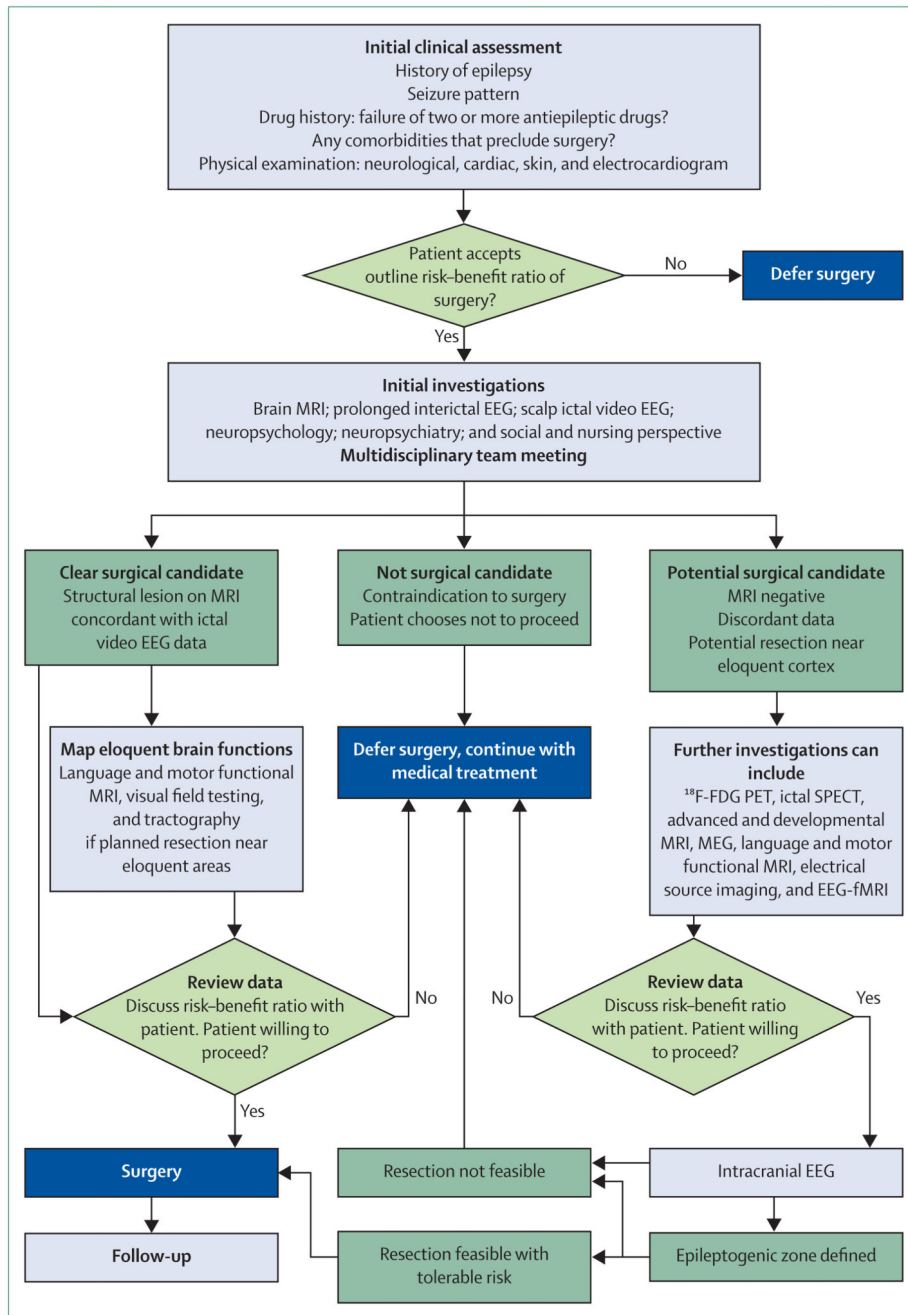 Initial clinical assessment
History of epilepsy
Seizure pattern
Drug history: failure of two or more antiepileptic drugs?
Any comorbidities that preclude surgery?
Physical examination: neurological, cardiac, skin, and electrocardiogram
Patient accepts
outline risk–benefit ratio of
surgery?
No
Defer surgery
Yes
Initial investigations
Brain MRI; prolonged interictal EEG; scalp ictal video EEG;
neuropsychology; neuropsychiatry; and social and nursing perspective
Multidisciplinary team meeting
Clear surgical candidate
Structural lesion on MRI
concordant with ictal
video EEG data
Not surgical candidate
Contraindication to surgery
Patient chooses not to proceed
Potential surgical candidate
MRI negative
Discordant data
Potential resection near
eloquent cortex
Map eloquent brain functions
Language and motor functional
MRI, visual field testing,
and tractography
if planned resection near
eloquent areas
Defer surgery, continue with
medical treatment
Further investigations can
include
¹⁸F-FDG PET, ictal SPECT,
advanced and developmental
MRI, MEG, language and motor
functional MRI, electrical
source imaging, and EEG-fMRI
Review data
Discuss risk–benefit ratio with
patient. Patient willing to
proceed?
No
Yes
No
Review data
Discuss risk–benefit ratio
with patient. Patient willing
to proceed?
Yes
Surgery
Resection not feasible
Intracranial EEG
Follow-up
Resection feasible with
tolerable risk
Epileptogenic zone defined